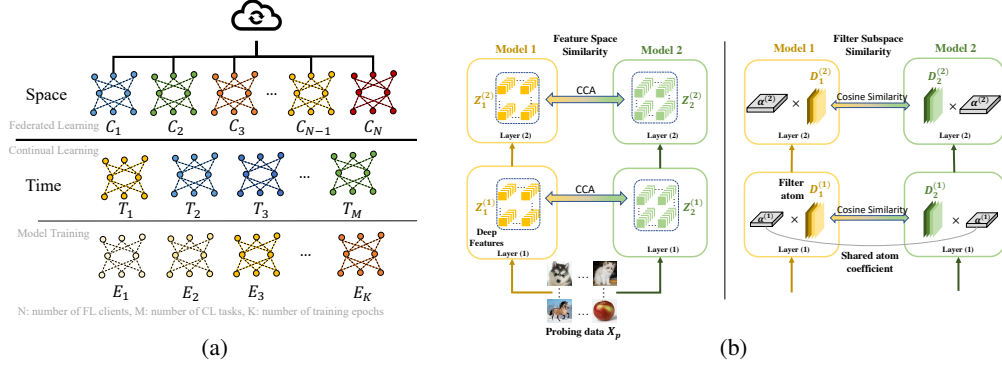 Space
Federated Learning
C₁ C₂ C₃ ... C_{N−1} C_N
Continual Learning
Time
T₁ T₂ T₃ ... T_M
Model Training
E₁ E₂ E₃ ... E_K
N: number of FL clients, M: number of CL tasks, K: number of training epochs
(a)
Feature Space
Similarity
Model 1
Model 2
Z₁⁽²⁾
CCA
Z₂⁽²⁾
Layer (2)
Layer (2)
Z₁⁽¹⁾
CCA
Z₂⁽¹⁾
Deep
Features
Layer (1)
Layer (1)
... 
...
Probing data X_p
Filter Subspace
Similarity
Model 1
Model 2
D₁⁽²⁾
D₂⁽²⁾
α⁽²⁾ ×
Cosine Similarity
× α⁽²⁾
Layer (2)
Layer (2)
Filter
atom
D₁⁽¹⁾
D₂⁽¹⁾
α⁽¹⁾ ×
Cosine Similarity
× α⁽¹⁾
Layer (1)
Layer (1)
Shared atom
coefficient
(b)